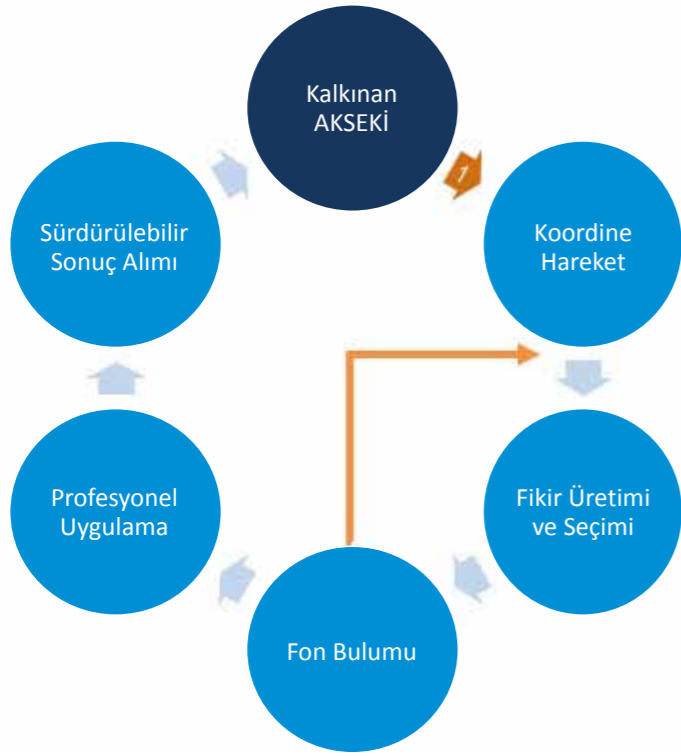 Kalkınan
AKSEKİ
1
Koordine
Hareket
Fikir Üretimi
ve Seçimi
Fon Bulumu
Profesyonel
Uygulama
Sürdürülebilir
Sonuç Alımı